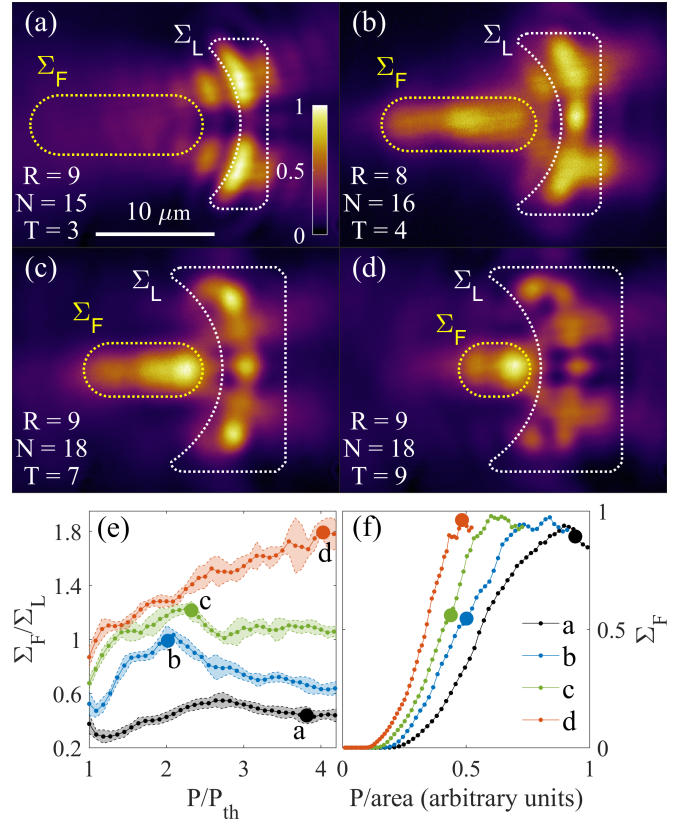 (a)
Σ_L
Σ_F
R = 9
N = 15
T = 3
10 μm
1
0.5
0
(b)
Σ_L
Σ_F
R = 8
N = 16
T = 4
(c)
Σ_L
Σ_F
R = 9
N = 18
T = 7
(d)
Σ_L
Σ_F
R = 9
N = 18
T = 9
(e)
Σ_F/Σ_L
1.8
1.4
1
0.6
0.2
d
c
b
a
1 2 3 4
P/P_th
(f)
a
b
c
d
1
0.5
0
Σ_F
0 0.5 1
P/area (arbitrary units)